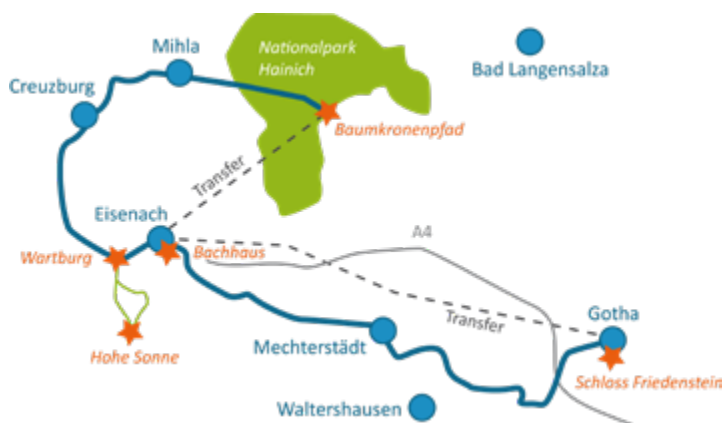 Nationalpark
Hainich
Mihla
Bad Langensalza
Creuzburg
Baumkronenpfad
Transfer
Eisenach
A4
Wartburg
Bachhaus
Gotha
Transfer
Hohe Sonne
Mechterstädt
Schloss Friedenstein
Waltershausen